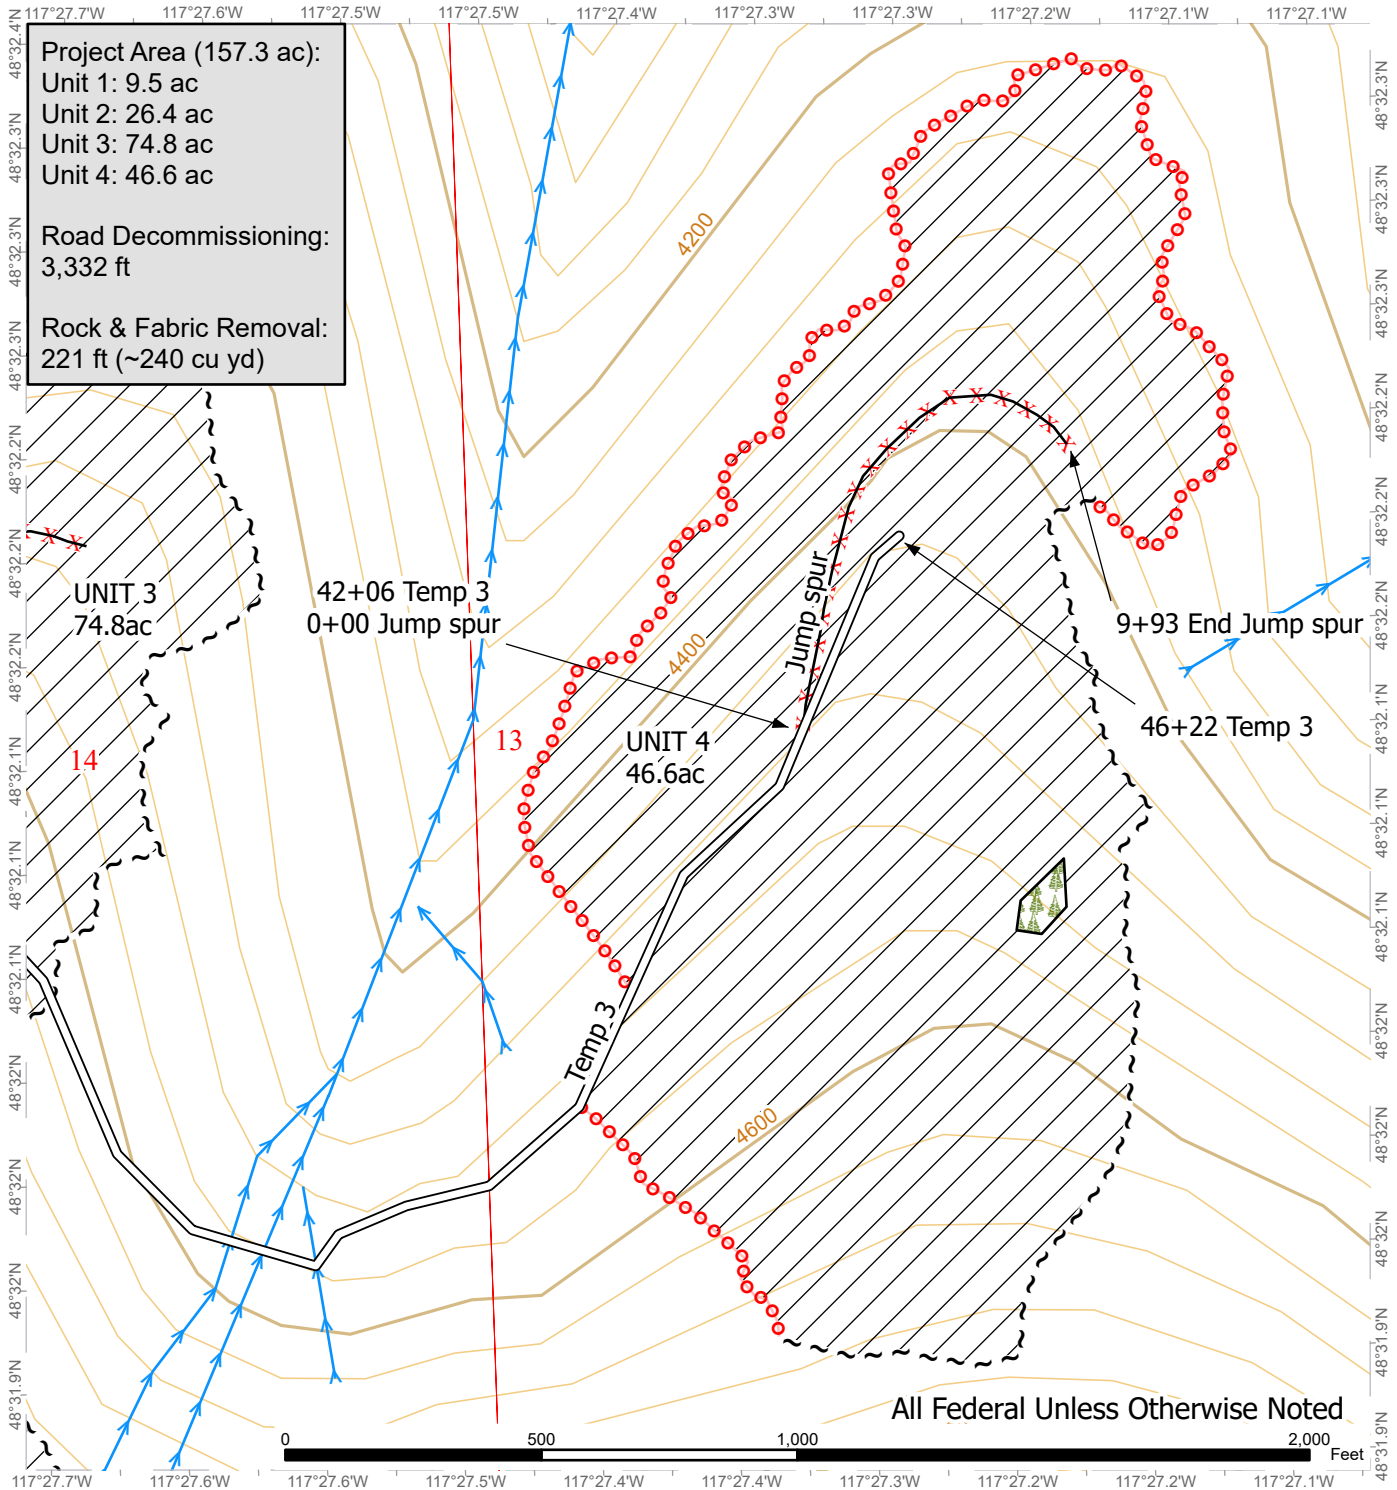 117°27.7'W 117°27.6'W 117°27.5'W 117°27.5'W 117°27.4'W 117°27.3'W 117°27.3'W 117°27.2'W 117°27.1'W 117°27.1'W
Project Area (157.3 ac):
Unit 1: 9.5 ac
Unit 2: 26.4 ac
Unit 3: 74.8 ac
Unit 4: 46.6 ac
Road Decommissioning:
3,332 ft
Rock & Fabric Removal:
221 ft (~240 cu yd)
48°32.4'N
48°32.3'N
48°32.3'N
48°32.3'N
48°32.2'N
48°32.2'N
48°32.2'N
48°32.1'N
48°32.1'N
48°32.1'N
48°32'N
48°32'N
48°32'N
48°31.9'N
4200
UNIT 3
74.8ac
42+06 Temp 3
0+00 Jump spur
Jump spur
9+93 End Jump spur
4400
46+22 Temp 3
13
UNIT 4
46.6ac
14
Temp 3
4600
48°32.3'N
48°32.3'N
48°32.3'N
48°32.2'N
48°32.2'N
48°32.2'N
48°32.1'N
48°32.1'N
48°32.1'N
48°32'N
48°32'N
48°32'N
48°31.9'N
48°31.9'N
All Federal Unless Otherwise Noted
0 500 1,000 2,000
Feet
117°27.7'W 117°27.6'W 117°27.6'W 117°27.5'W 117°27.4'W 117°27.4'W 117°27.3'W 117°27.2'W 117°27.2'W 117°27.1'W